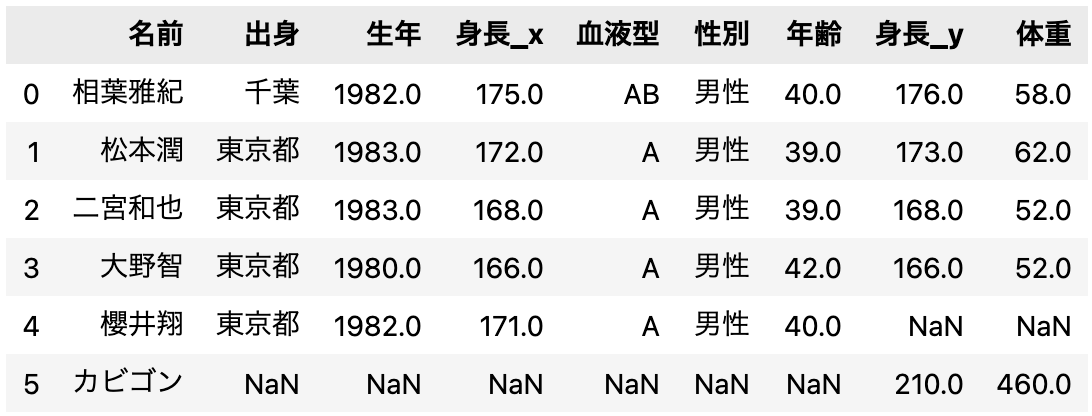 名前 出身 生年 身長_x 血液型 性別 年齢 身長_y 体重
0 相葉雅紀 千葉 1982.0 175.0 AB 男性 40.0 176.0 58.0
1 松本潤 東京都 1983.0 172.0 A 男性 39.0 173.0 62.0
2 二宮和也 東京都 1983.0 168.0 A 男性 39.0 168.0 52.0
3 大野智 東京都 1980.0 166.0 A 男性 42.0 166.0 52.0
4 櫻井翔 東京都 1982.0 171.0 A 男性 40.0 NaN NaN
5 カビゴン NaN NaN NaN NaN NaN NaN 210.0 460.0